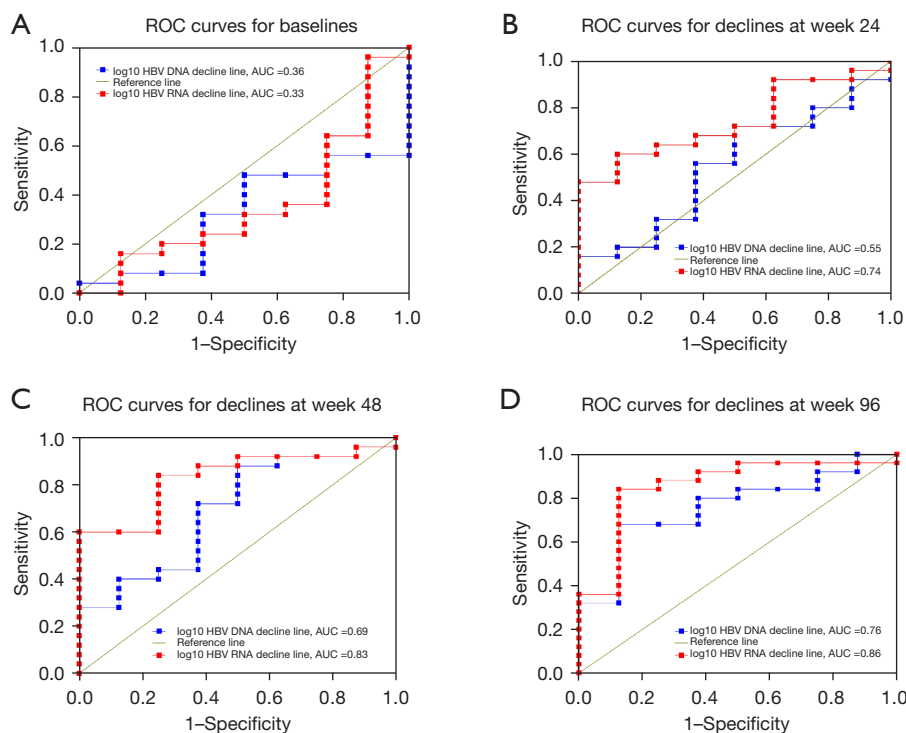 A
ROC curves for baselines
1.0
0.8
0.6
0.4
0.2
0.0
Sensitivity
log10 HBV DNA decline line, AUC =0.36
Reference line
log10 HBV RNA decline line, AUC =0.33
0.0 0.2 0.4 0.6 0.8 1.0
1–Specificity
B
ROC curves for declines at week 24
1.0
0.8
0.6
0.4
0.2
0.0
Sensitivity
log10 HBV DNA decline line, AUC =0.55
Reference line
log10 HBV RNA decline line, AUC =0.74
0.0 0.2 0.4 0.6 0.8 1.0
1–Specificity
C
ROC curves for declines at week 48
1.0
0.8
0.6
0.4
0.2
0.0
Sensitivity
log10 HBV DNA decline line, AUC =0.69
Reference line
log10 HBV RNA decline line, AUC =0.83
0.0 0.2 0.4 0.6 0.8 1.0
1–Specificity
D
ROC curves for declines at week 96
1.0
0.8
0.6
0.4
0.2
0.0
Sensitivity
log10 HBV DNA decline line, AUC =0.76
Reference line
log10 HBV RNA decline line, AUC =0.86
0.0 0.2 0.4 0.6 0.8 1.0
1–Specificity